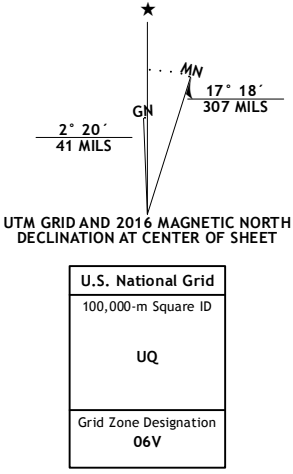 ★
MN
17° 18´
307 MILS
GN
2° 20´
41 MILS
UTM GRID AND 2016 MAGNETIC NORTH
DECLINATION AT CENTER OF SHEET
U.S. National Grid
100,000-m Square ID
UQ
Grid Zone Designation
06V